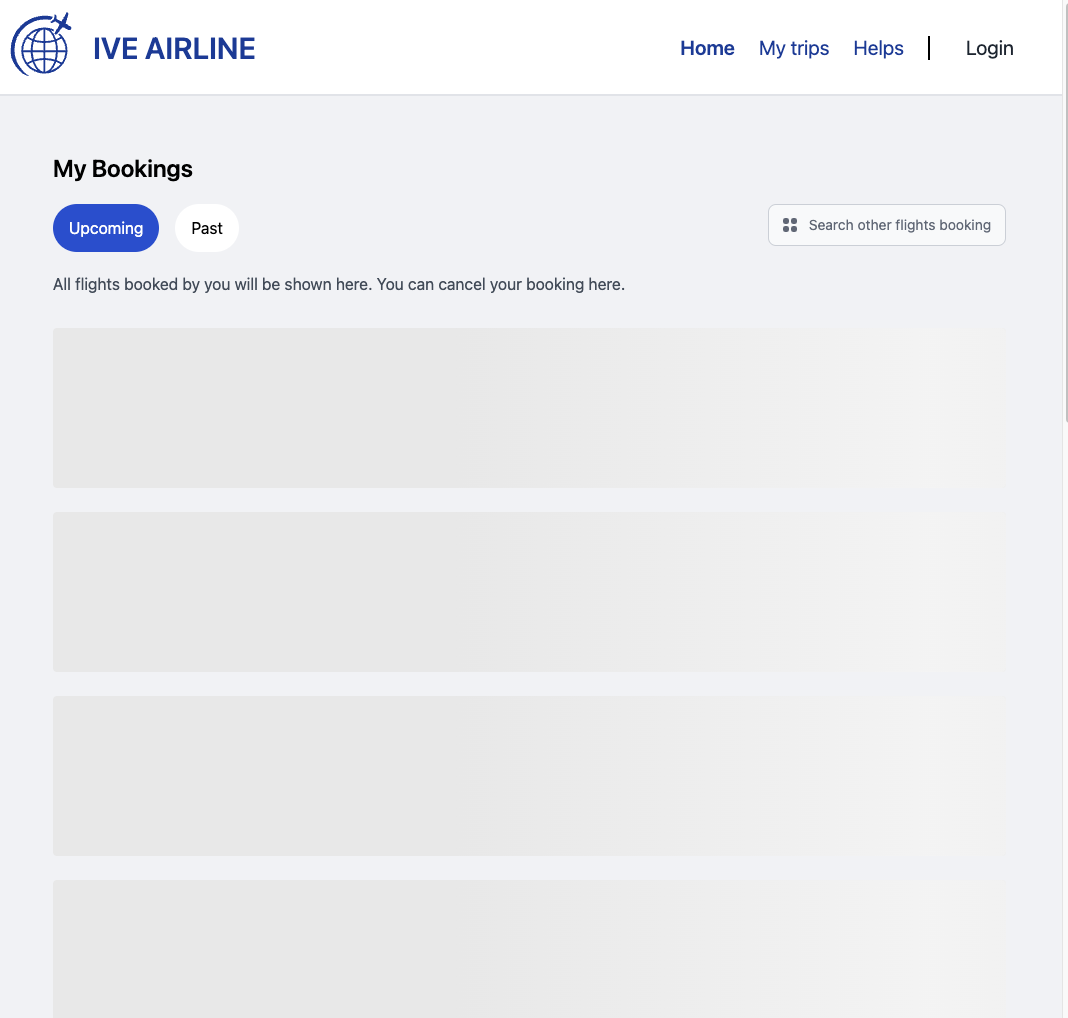 IVE AIRLINE
Home My trips Helps Login
My Bookings
Upcoming Past Search other flights booking
All flights booked by you will be shown here. You can cancel your booking here.